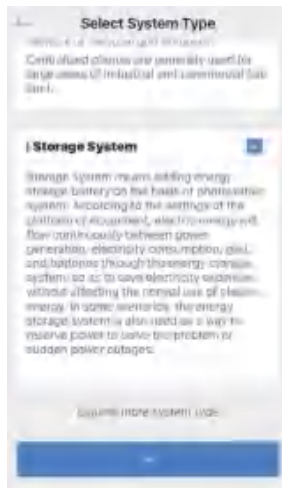 Select System Type
Centralized plants are generally used for
large areas of industrial and commercial
Storage System
Storage System means adding energy
storage battery on the basis of photovoltaic
system. According to the settings of the
platform or equipment, electric energy will
flow continuously between power
generation, electricity consumption, grid,
and batteries through the energy storage
system, so as to save electricity expenses
without affecting the normal use of electric
energy. In some scenarios, the energy
storage system is also used as a way to
reserve power to solve the problem of
sudden power outages.
more system type